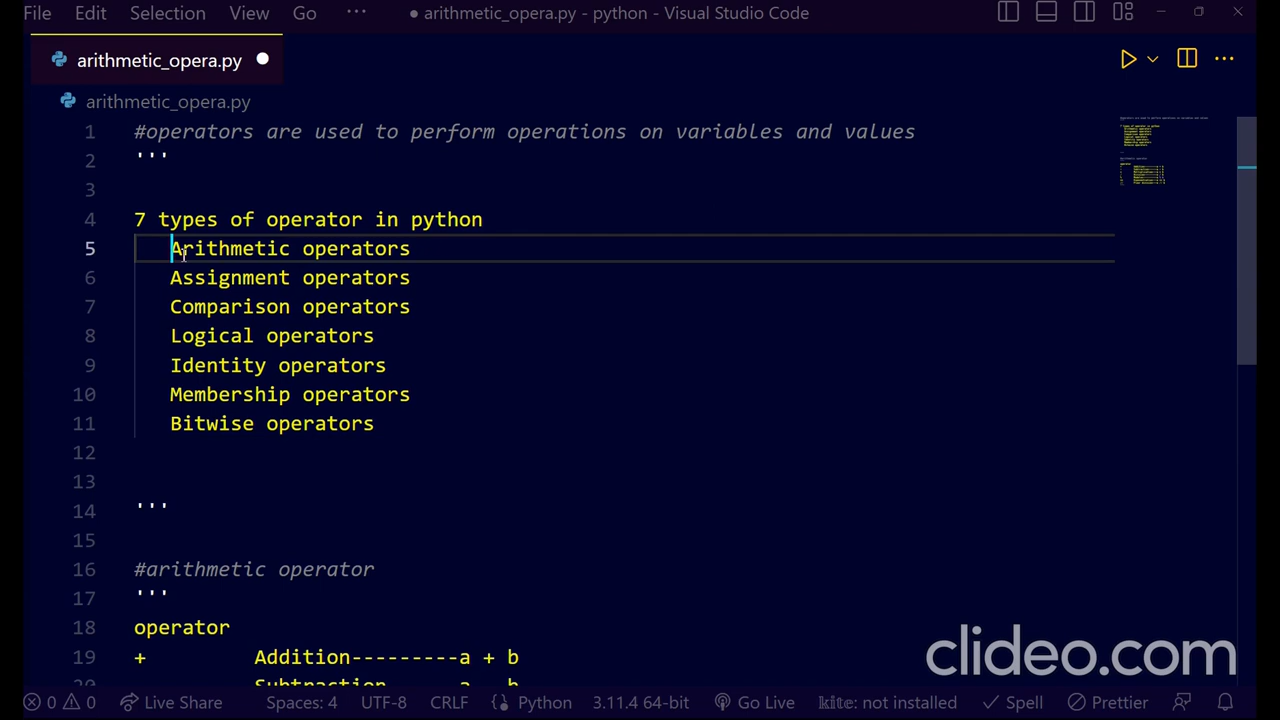 File Edit Selection View Go ··· ● arithmetic_opera.py - python - Visual Studio Code
arithmetic_opera.py
arithmetic_opera.py
1 #operators are used to perform operations on variables and values
2 '''
3
4 7 types of operator in python
5 Arithmetic operators
6 Assignment operators
7 Comparison operators
8 Logical operators
9 Identity operators
10 Membership operators
11 Bitwise operators
12
13
14 '''
15
16 #arithmetic operator
17 '''
18 operator
19 + Addition---------a + b
clideo.com
0 0 Live Share Spaces: 4 UTF-8 CRLF Python 3.11.4 64-bit Go Live kite: not installed Spell Prettier